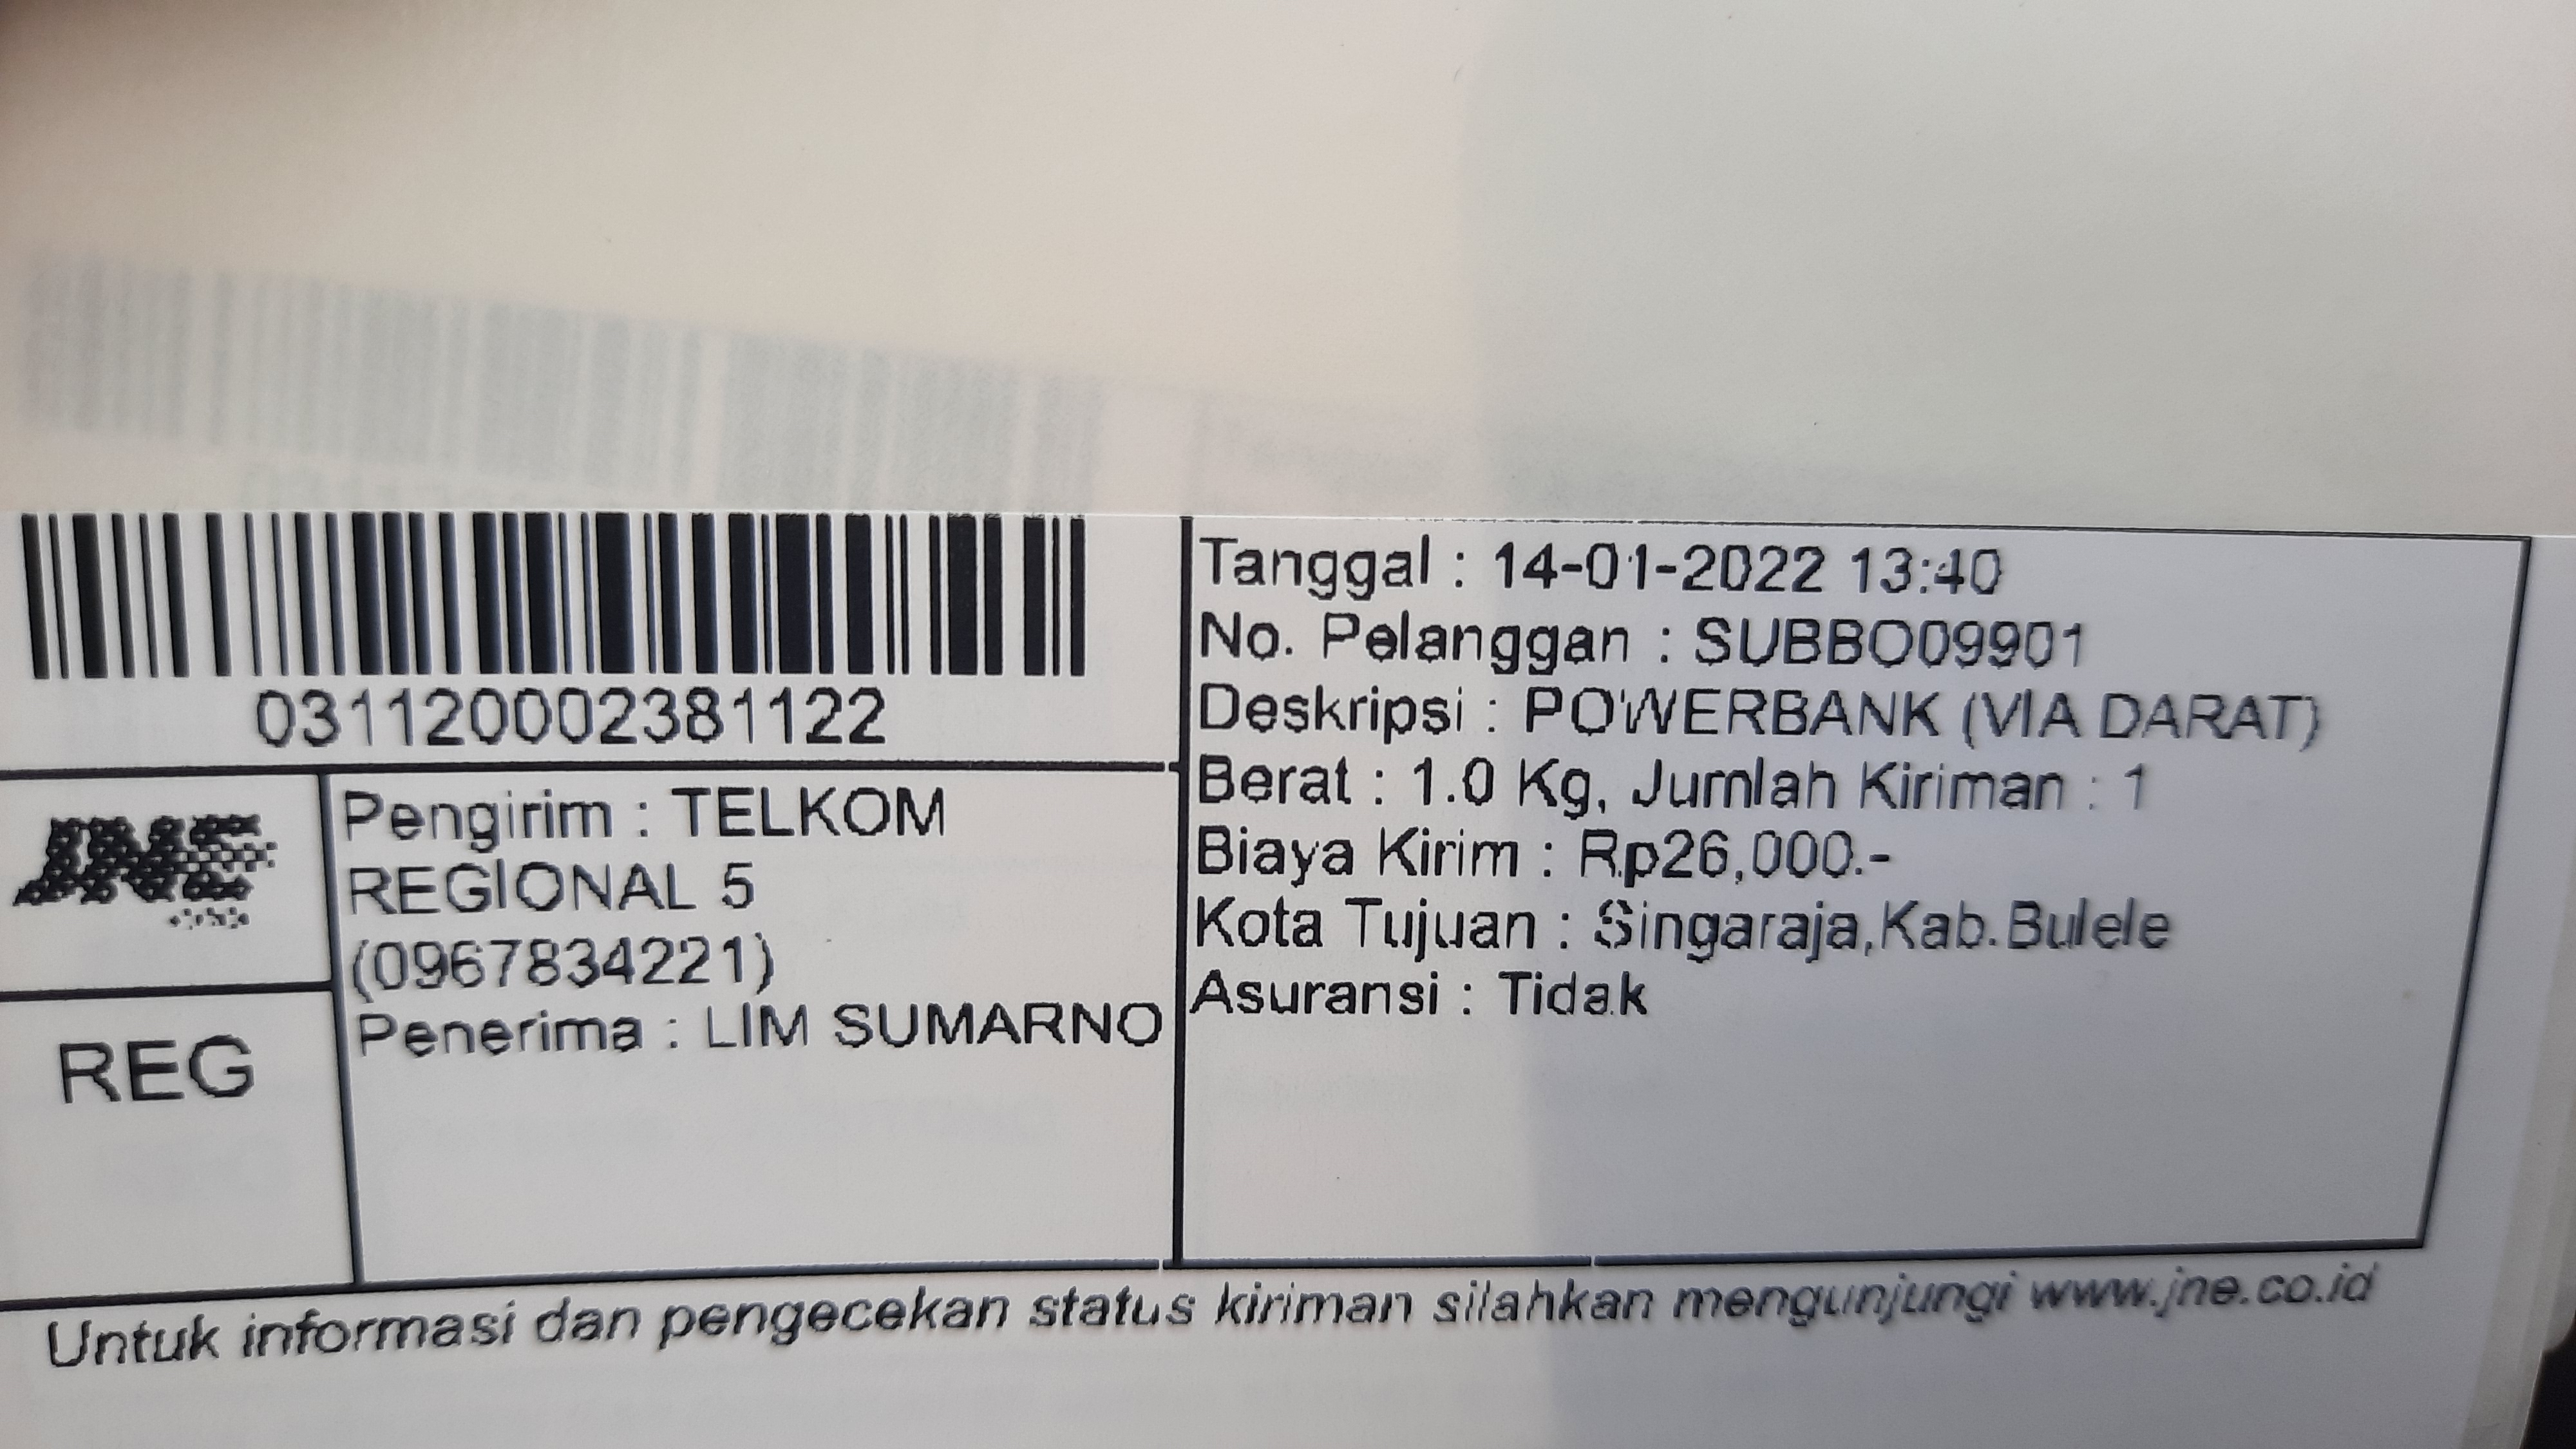 031120002381122
JNE
REG
Pengirim : TELKOM
REGIONAL 5
(0967834221)
Penerima : LIM SUMARNO
Tanggal : 14-01-2022 13:40
No. Pelanggan : SUBBO09901
Deskripsi : POWERBANK (VIA DARAT)
Berat : 1.0 Kg, Jumlah Kiriman : 1
Biaya Kirim : Rp26,000.-
Kota Tujuan : Singaraja,Kab.Bulele
Asuransi : Tidak
Untuk informasi dan pengecekan status kiriman silahkan mengunjungi www.jne.co.id